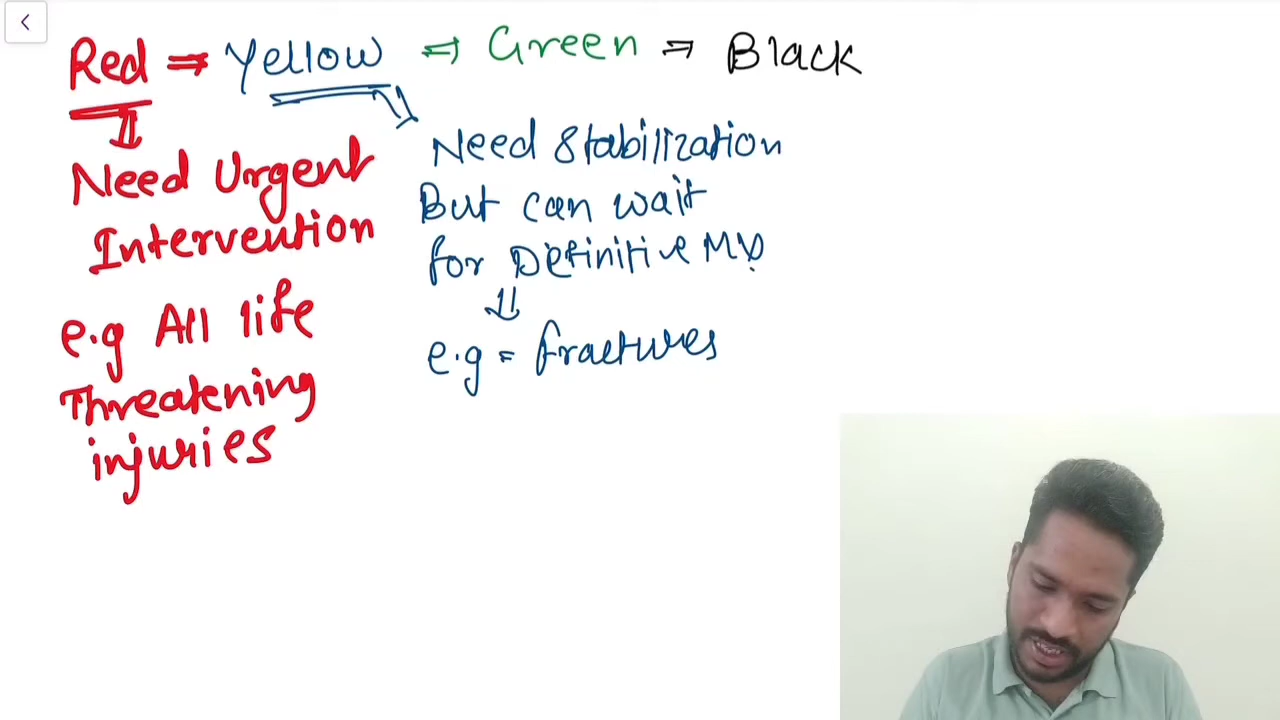 Red ⇒ Yellow ⇒ Green ⇒ Black
Need Urgent
Intervention
e.g All life
Threatening
injuries
Need Stabilization
But can wait
for Definitive
e.g = fractures